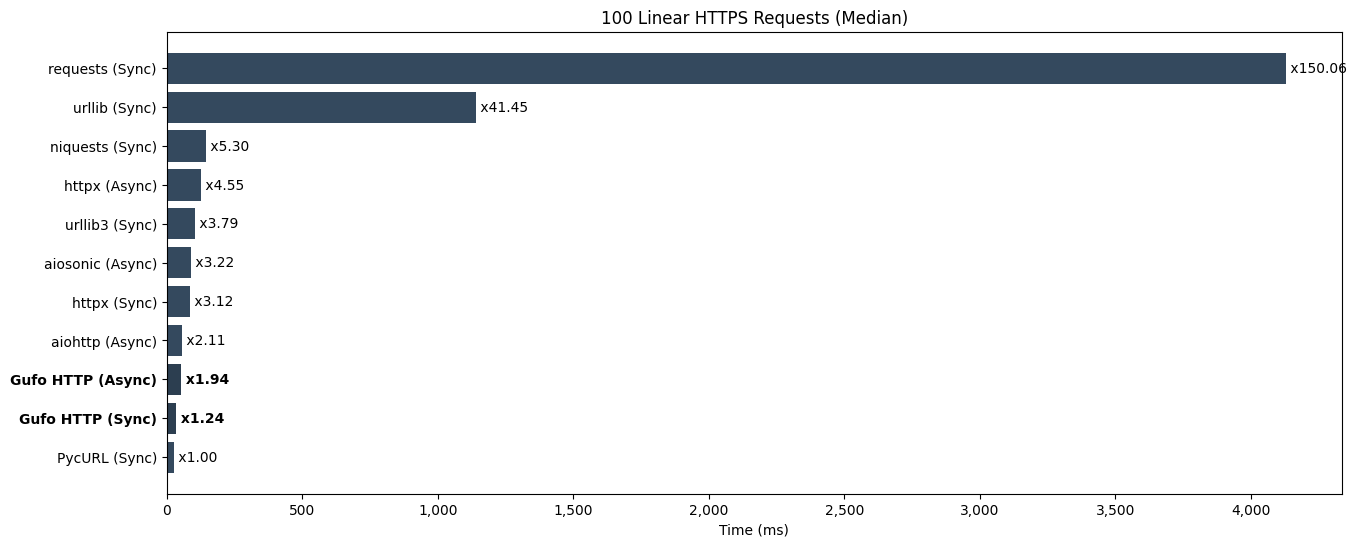 100 Linear HTTPS Requests (Median)
requests (Sync) x150.06
urllib (Sync) x41.45
niquests (Sync) x5.30
httpx (Async) x4.55
urllib3 (Sync) x3.79
aiosonic (Async) x3.22
httpx (Sync) x3.12
aiohttp (Async) x2.11
Gufo HTTP (Async) x1.94
Gufo HTTP (Sync) x1.24
PycURL (Sync) x1.00
0 500 1,000 1,500 2,000 2,500 3,000 3,500 4,000
Time (ms)